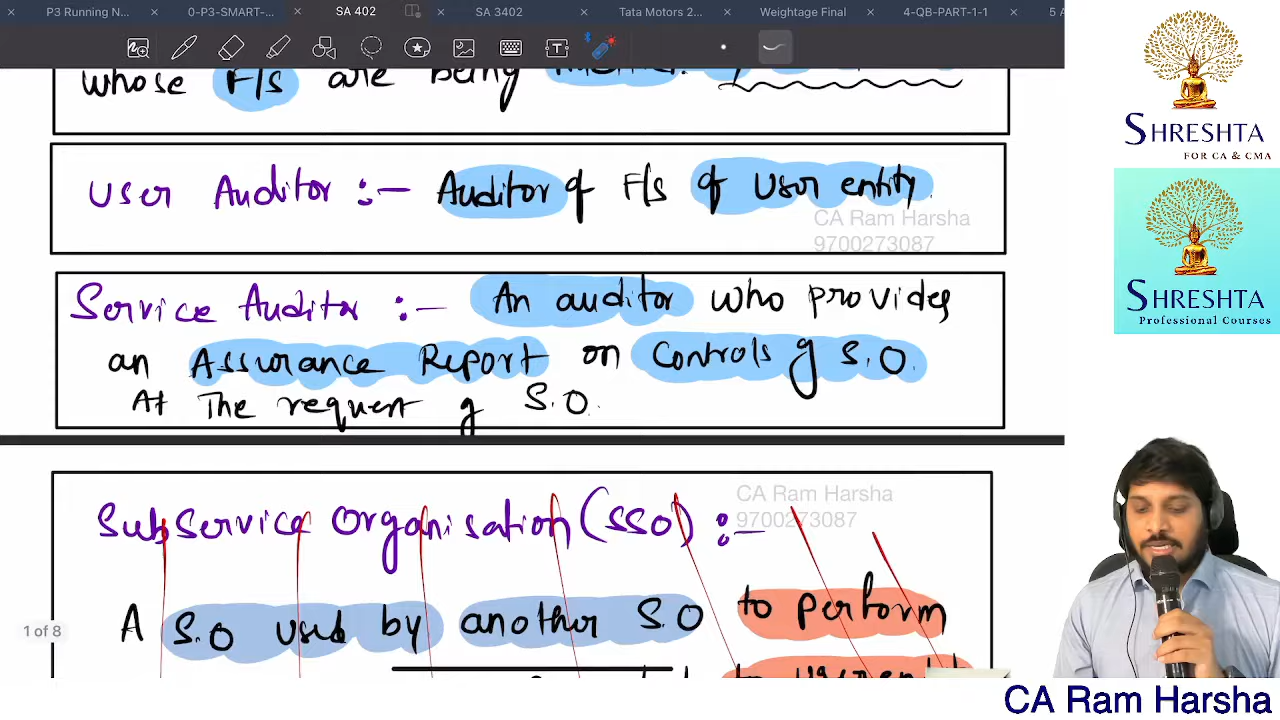 P3 Running N...
0-P3-SMART-...
SA 402
SA 3402
Tata Motors 2...
Weightage Final
4-QB-PART-1-1
5 A
whose F/s are being
User Auditor :- Auditor of F/s of User entity.
CA Ram Harsha
9700273087
Service Auditor :- An auditor who provides
an Assurance Report on Controls of S.O.
At The request of S.O.
Sub Service Organisation (SSO) :-
CA Ram Harsha
9700273087
A S.O used by another S.O to perform
1 of 8
SHRESHTA
FOR CA & CMA
SHRESHTA
Professional Courses
CA Ram Harsha